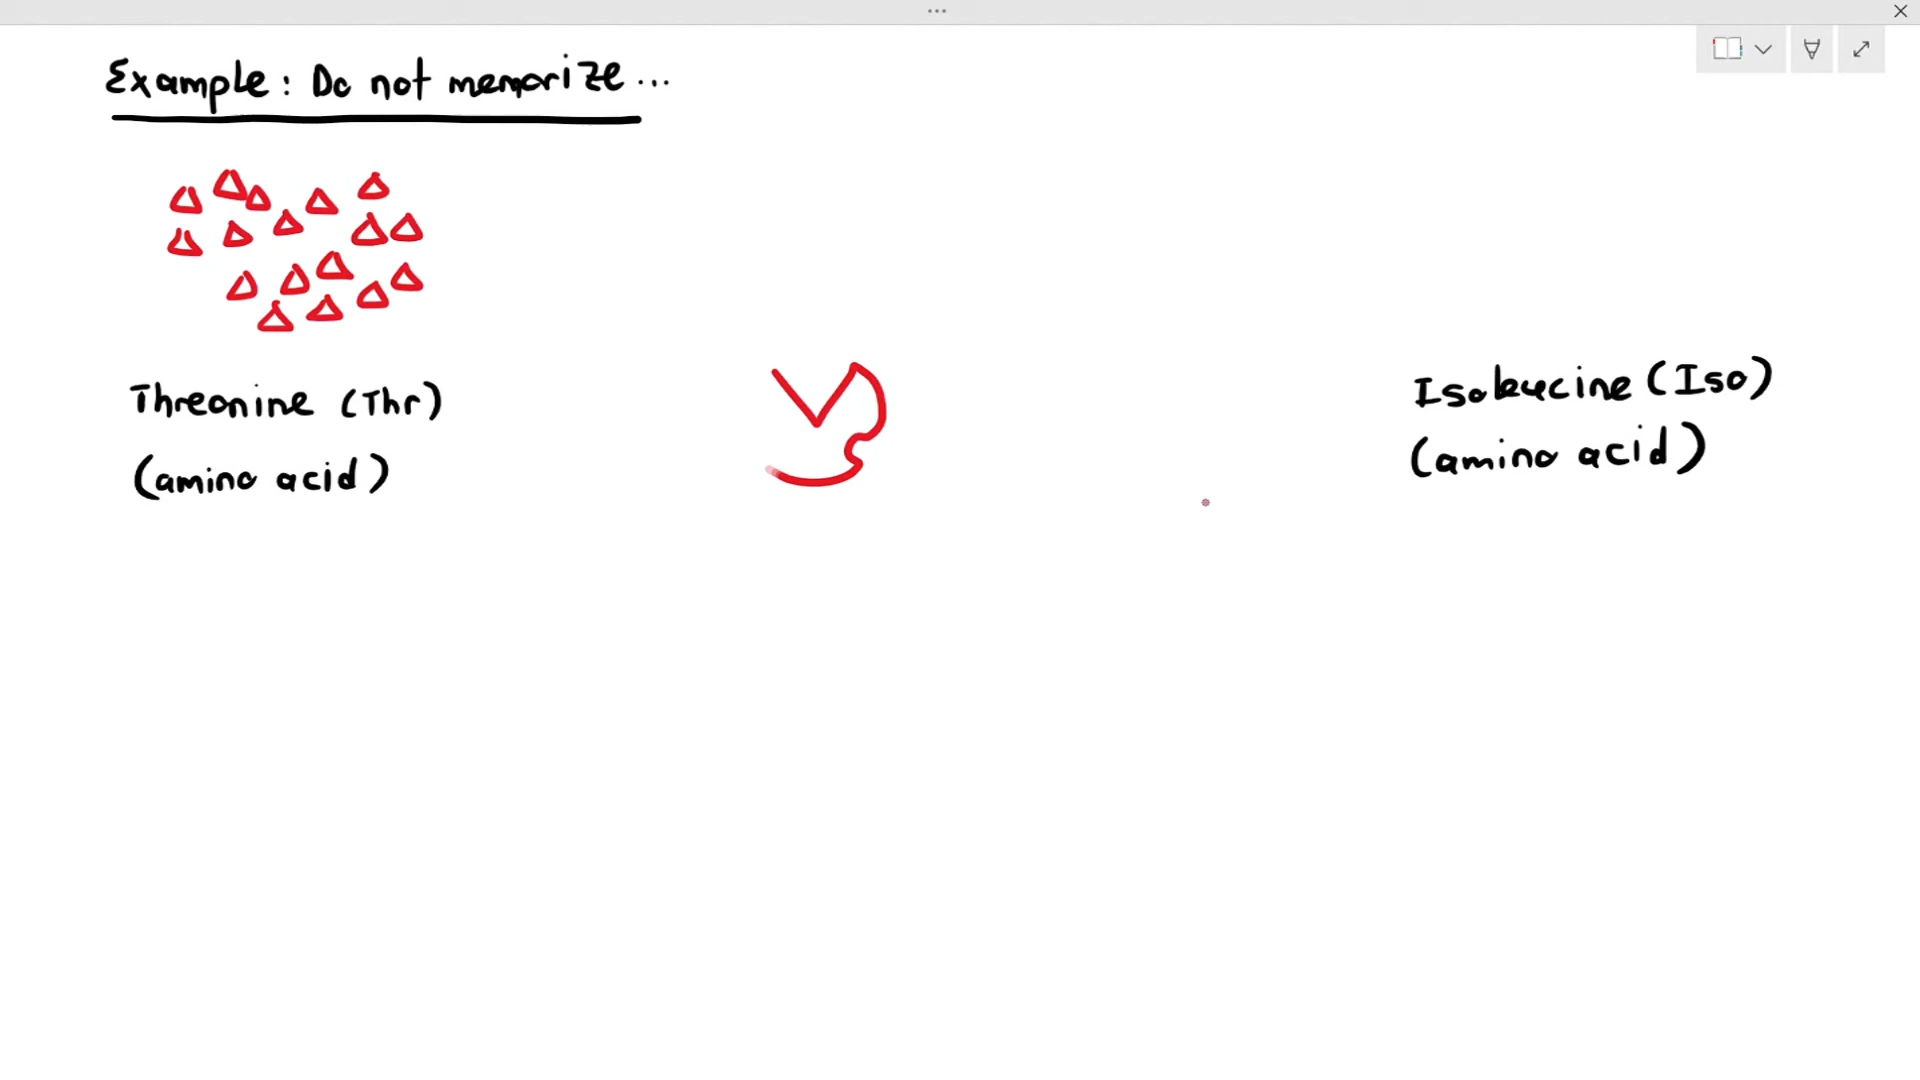 Example: Do not memorize...
Threonine (Thr)
(amino acid)
Isoleucine (Iso)
(amino acid)